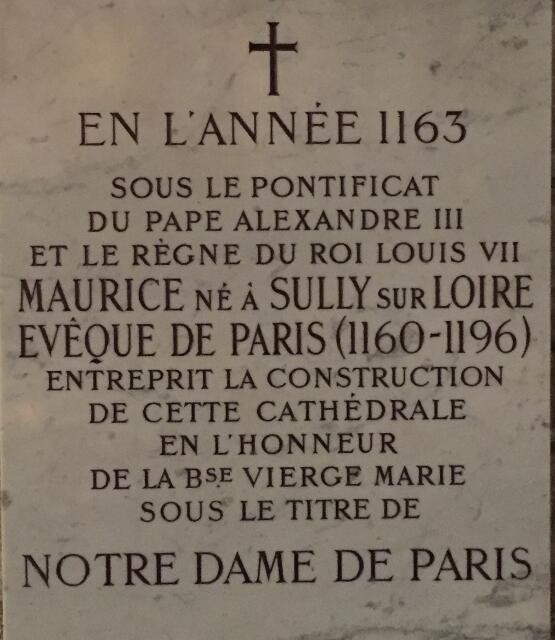 EN L'ANNÉE 1163
SOUS LE PONTIFICAT
DU PAPE ALEXANDRE III
ET LE RÈGNE DU ROI LOUIS VII
MAURICE NÉ À SULLY SUR LOIRE
EVÊQUE DE PARIS (1160-1196)
ENTREPRIT LA CONSTRUCTION
DE CETTE CATHÉDRALE
EN L'HONNEUR
DE LA BSE VIERGE MARIE
SOUS LE TITRE DE
NOTRE DAME DE PARIS